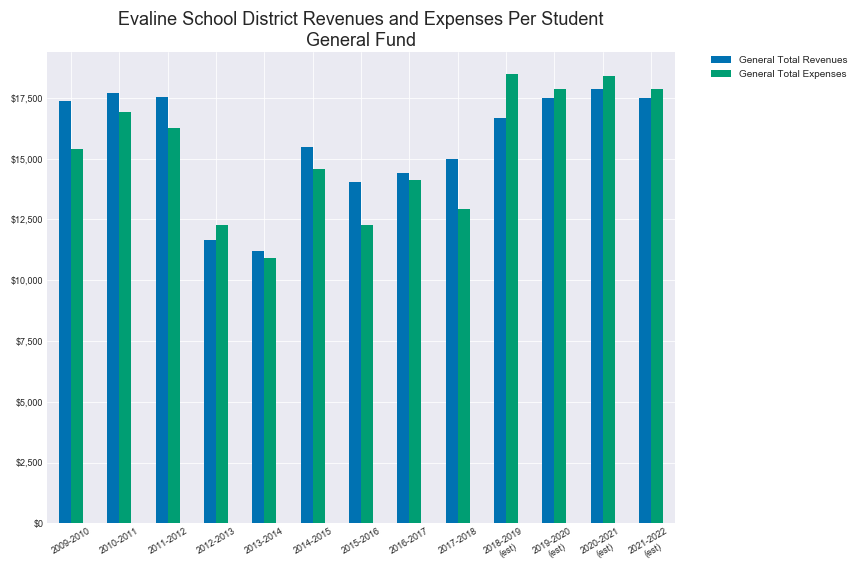 Evaline School District Revenues and Expenses Per Student
General Fund
General Total Revenues
General Total Expenses
$17,500
$15,000
$12,500
$10,000
$7,500
$5,000
$2,500
$0
2009-2010
2010-2011
2011-2012
2012-2013
2013-2014
2014-2015
2015-2016
2016-2017
2017-2018
2018-2019
(est)
2019-2020
(est)
2020-2021
(est)
2021-2022
(est)